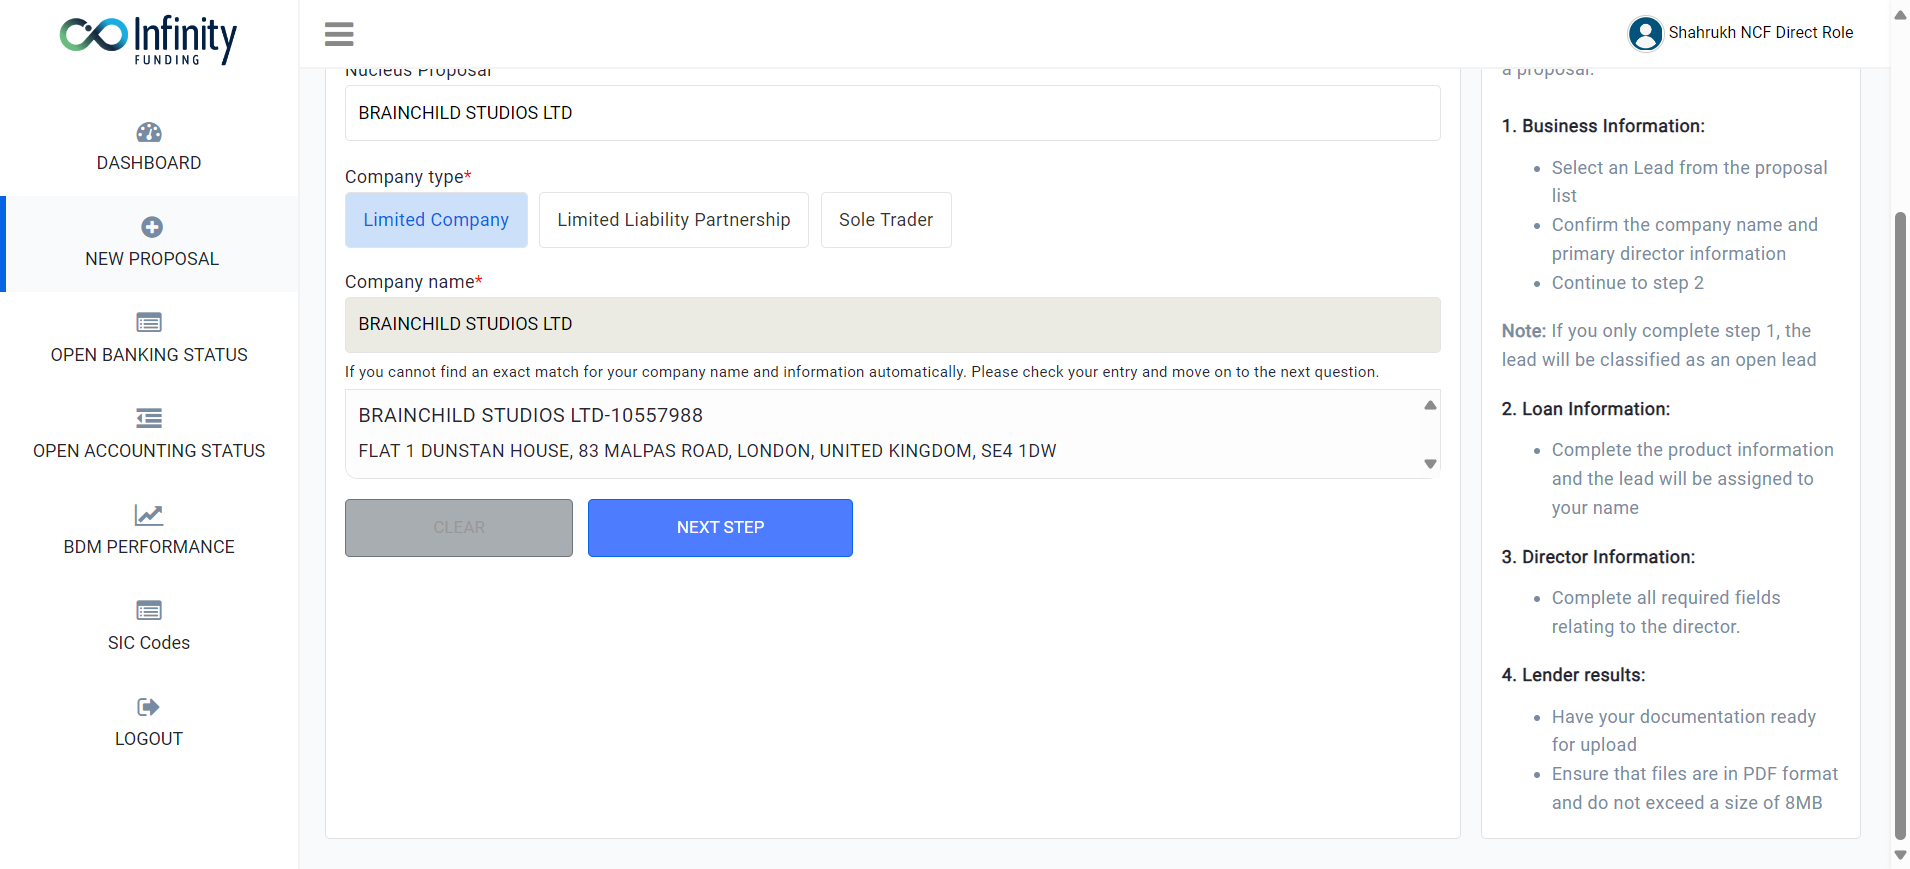 Infinity
FUNDING
Shahrukh NCF Direct Role
DASHBOARD
NEW PROPOSAL
OPEN BANKING STATUS
OPEN ACCOUNTING STATUS
BDM PERFORMANCE
SIC Codes
LOGOUT
Nucleus Proposal
BRAINCHILD STUDIOS LTD
Company type*
Limited Company
Limited Liability Partnership
Sole Trader
Company name*
BRAINCHILD STUDIOS LTD
If you cannot find an exact match for your company name and information automatically. Please check your entry and move on to the next question.
BRAINCHILD STUDIOS LTD-10557988
FLAT 1 DUNSTAN HOUSE, 83 MALPAS ROAD, LONDON, UNITED KINGDOM, SE4 1DW
CLEAR
NEXT STEP
a proposal.
1. Business Information:
Select an Lead from the proposal
list
Confirm the company name and
primary director information
Continue to step 2
Note: If you only complete step 1, the
lead will be classified as an open lead
2. Loan Information:
Complete the product information
and the lead will be assigned to
your name
3. Director Information:
Complete all required fields
relating to the director.
4. Lender results:
Have your documentation ready
for upload
Ensure that files are in PDF format
and do not exceed a size of 8MB